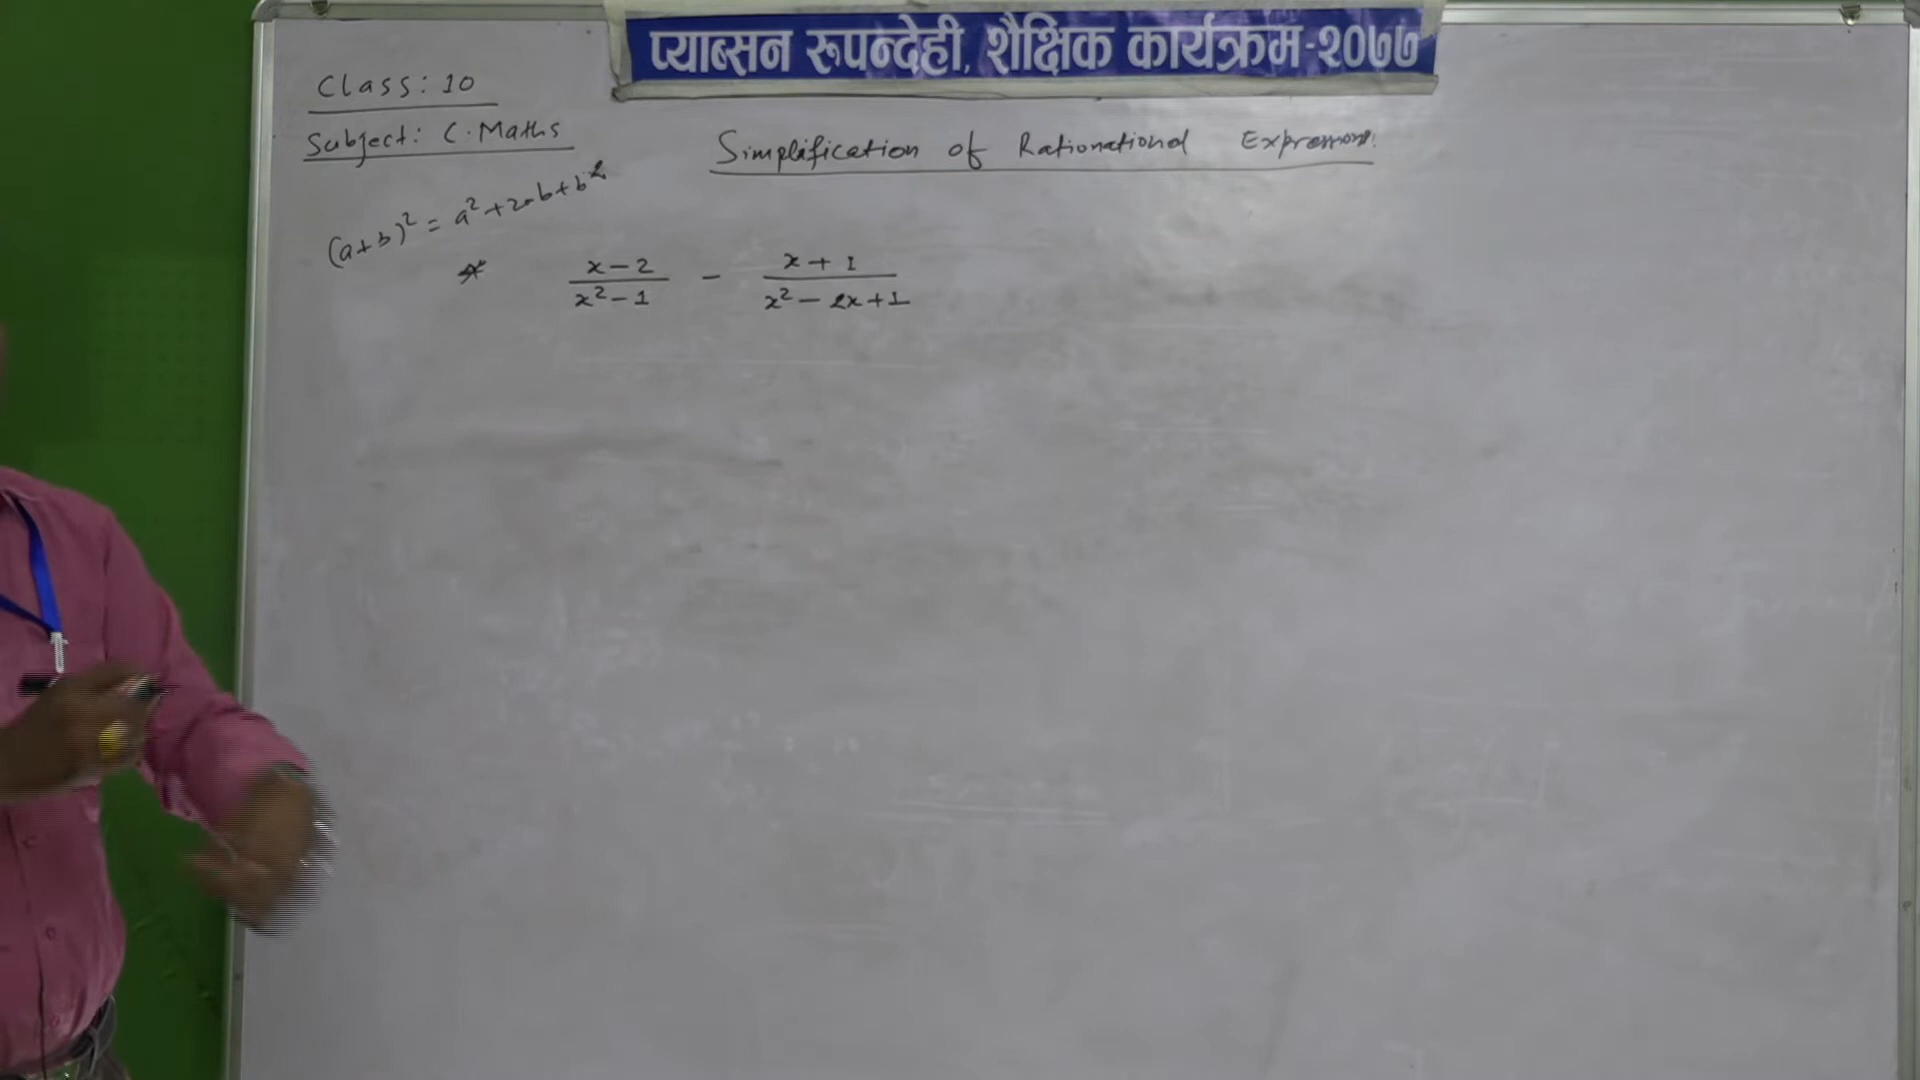 प्याब्सन रूपन्देही, शैक्षिक कार्यक्रम-२०७७
Class: 10
Subject: C. Maths
Simplification of Rationational Expressions.
(a+b)² = a² + 2ab + b²
* x-2 / x²-1 - x+1 / x²-2x+1